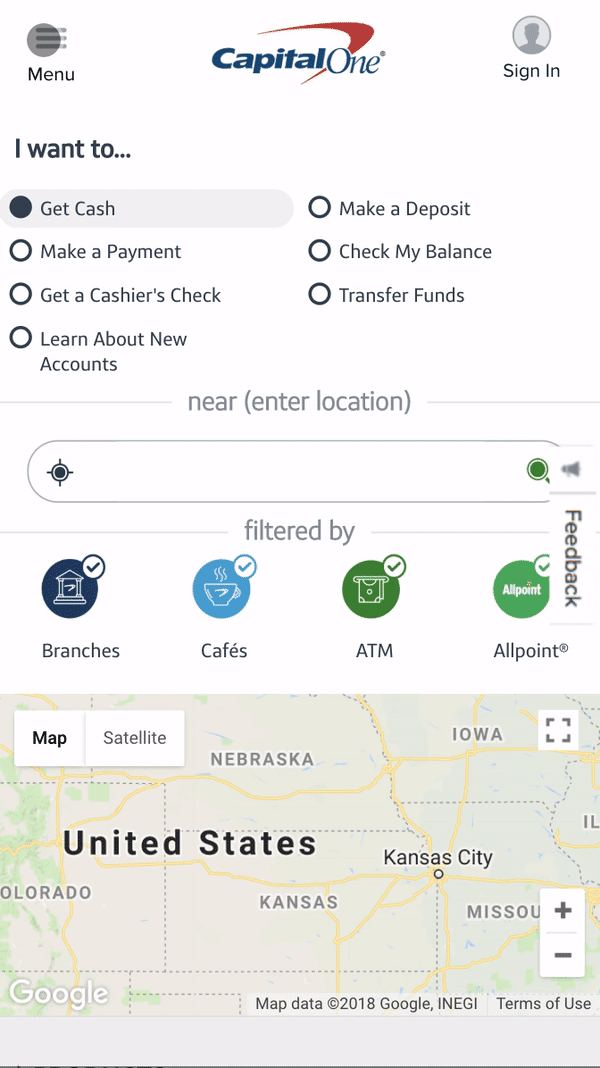 CapitalOne®
Menu
Sign In
I want to...
Get Cash
Make a Deposit
Make a Payment
Check My Balance
Get a Cashier's Check
Transfer Funds
Learn About New
Accounts
near (enter location)
Feedback
filtered by
Allpoint
Branches
Cafés
ATM
Allpoint®
Map
Satellite
IOWA
NEBRASKA
IL
United States
Kansas City
OLORADO
KANSAS
MISSOU
+
−
Google
Map data ©2018 Google, INEGI
Terms of Use